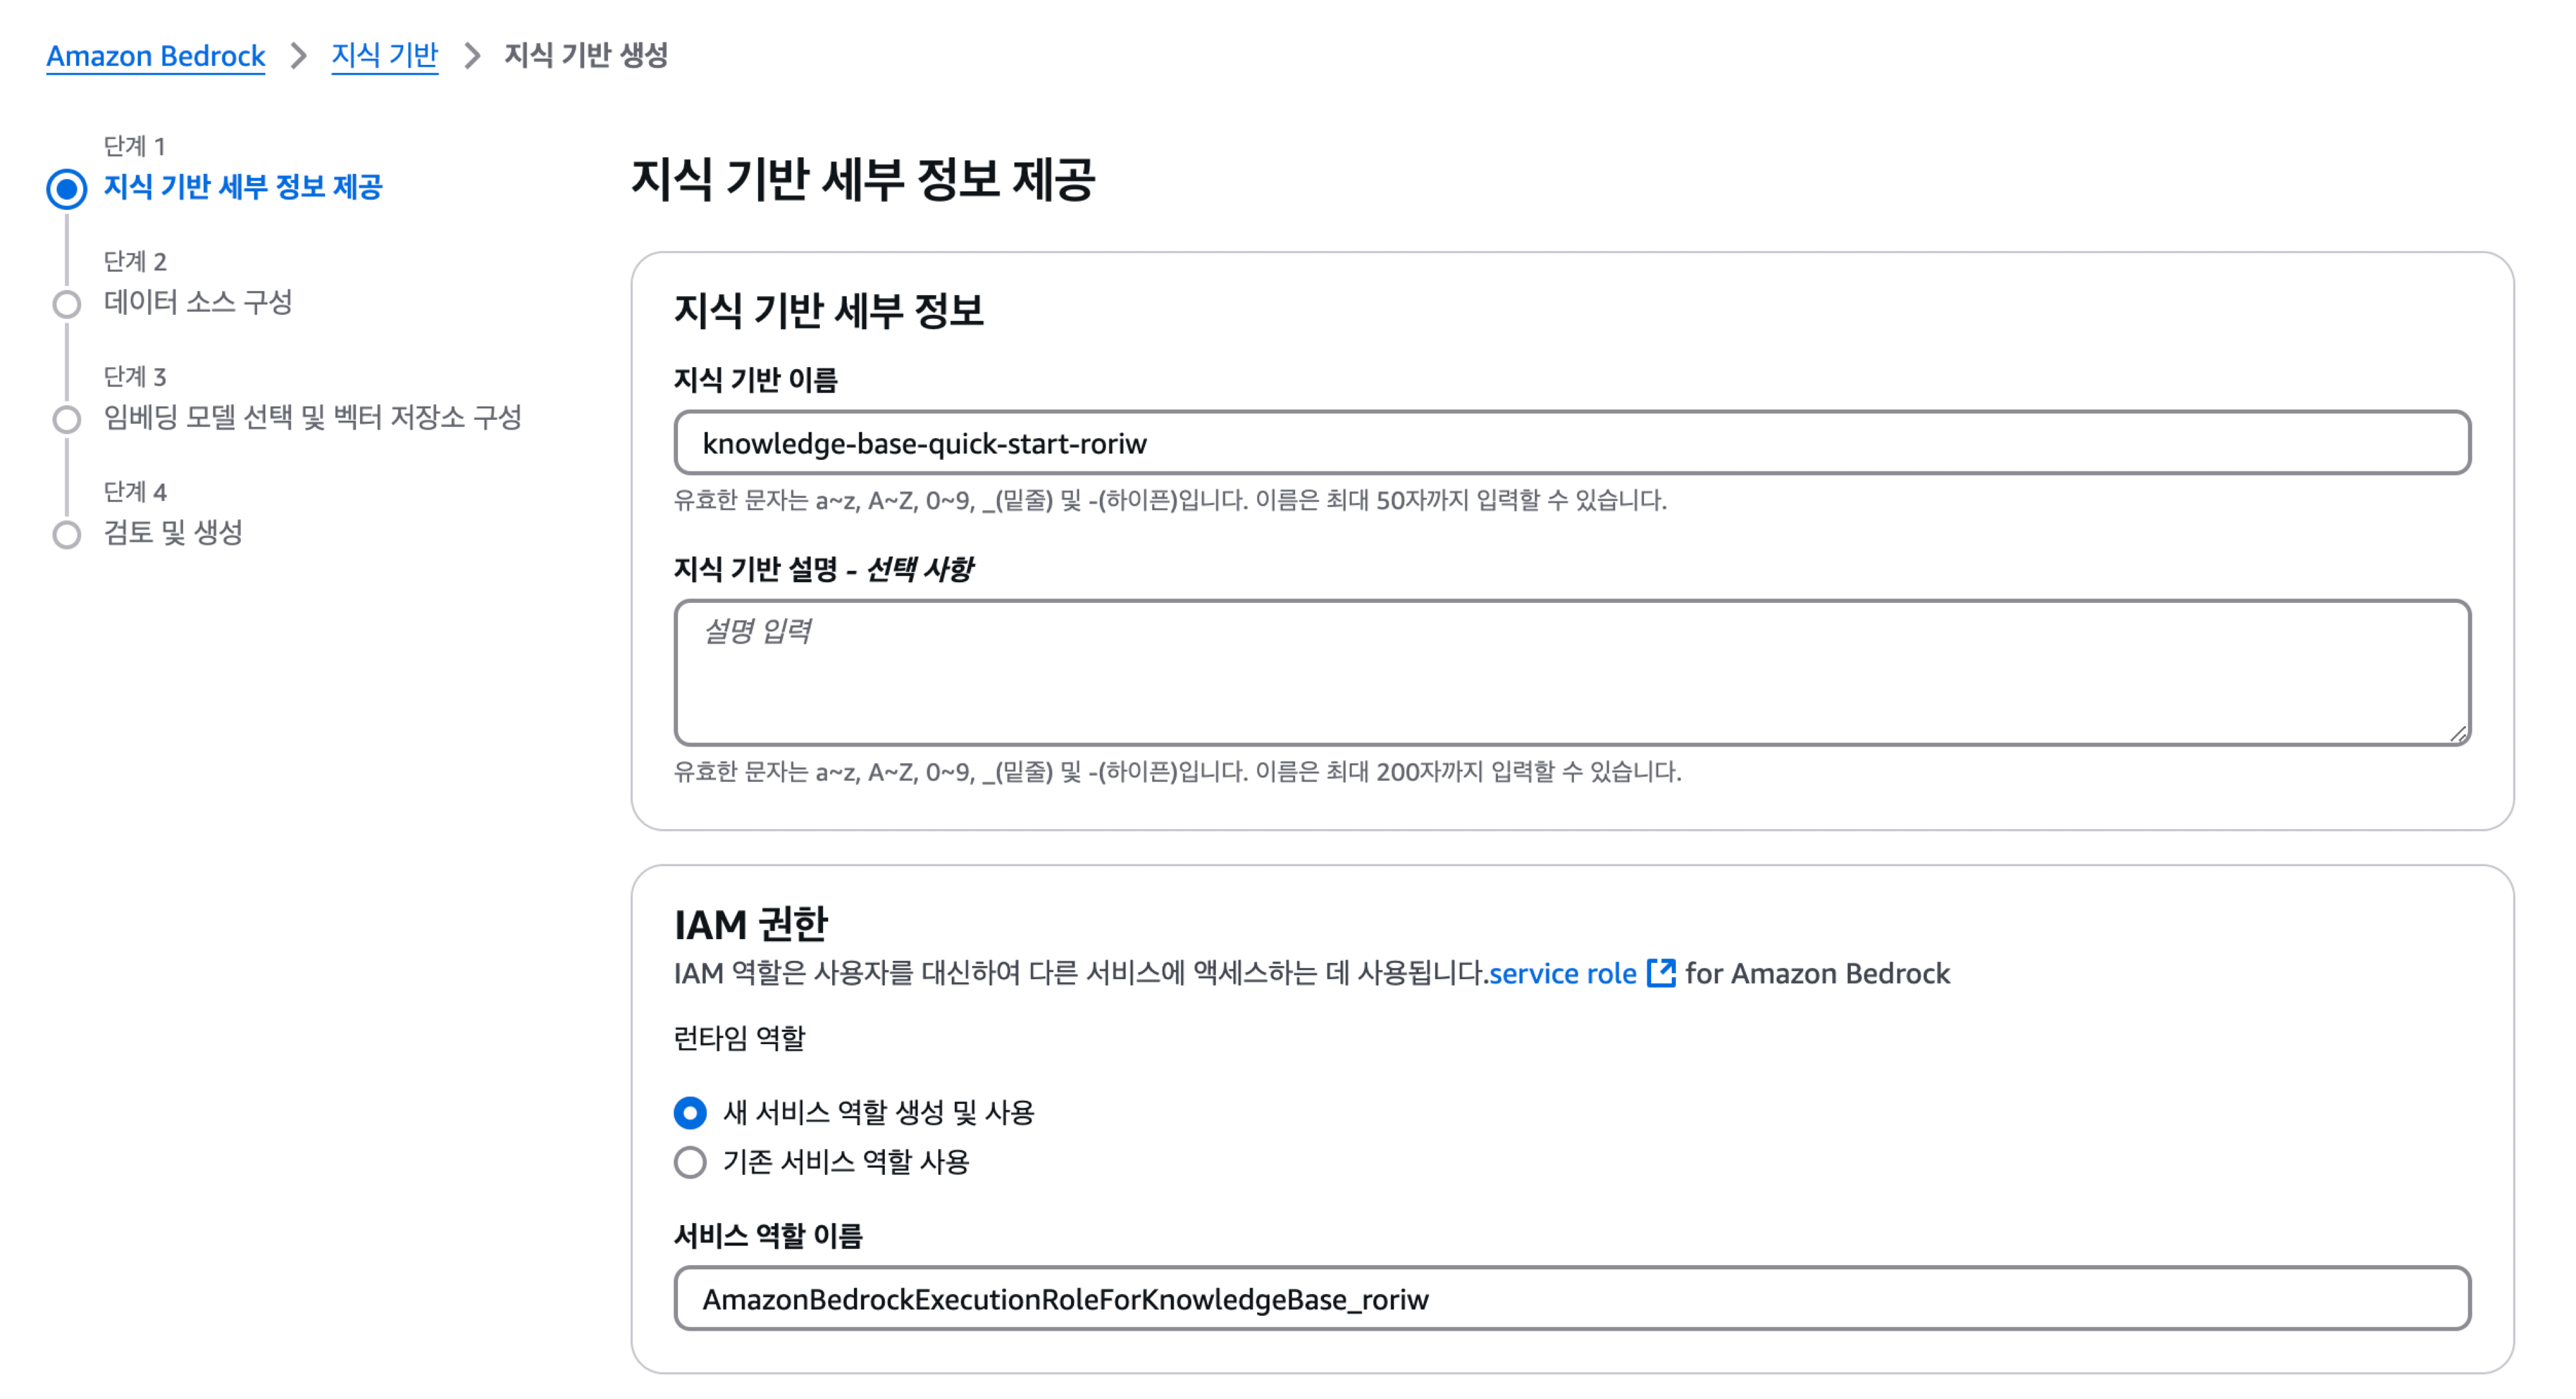 Amazon Bedrock > 지식 기반 > 지식 기반 생성
단계 1
지식 기반 세부 정보 제공
단계 2
데이터 소스 구성
단계 3
임베딩 모델 선택 및 벡터 저장소 구성
단계 4
검토 및 생성
지식 기반 세부 정보 제공
지식 기반 세부 정보
지식 기반 이름
knowledge-base-quick-start-roriw
유효한 문자는 a~z, A~Z, 0~9, _(밑줄) 및 -(하이픈)입니다. 이름은 최대 50자까지 입력할 수 있습니다.
지식 기반 설명 - 선택 사항
설명 입력
유효한 문자는 a~z, A~Z, 0~9, _(밑줄) 및 -(하이픈)입니다. 이름은 최대 200자까지 입력할 수 있습니다.
IAM 권한
IAM 역할은 사용자를 대신하여 다른 서비스에 액세스하는 데 사용됩니다.service role for Amazon Bedrock
런타임 역할
새 서비스 역할 생성 및 사용
기존 서비스 역할 사용
서비스 역할 이름
AmazonBedrockExecutionRoleForKnowledgeBase_roriw